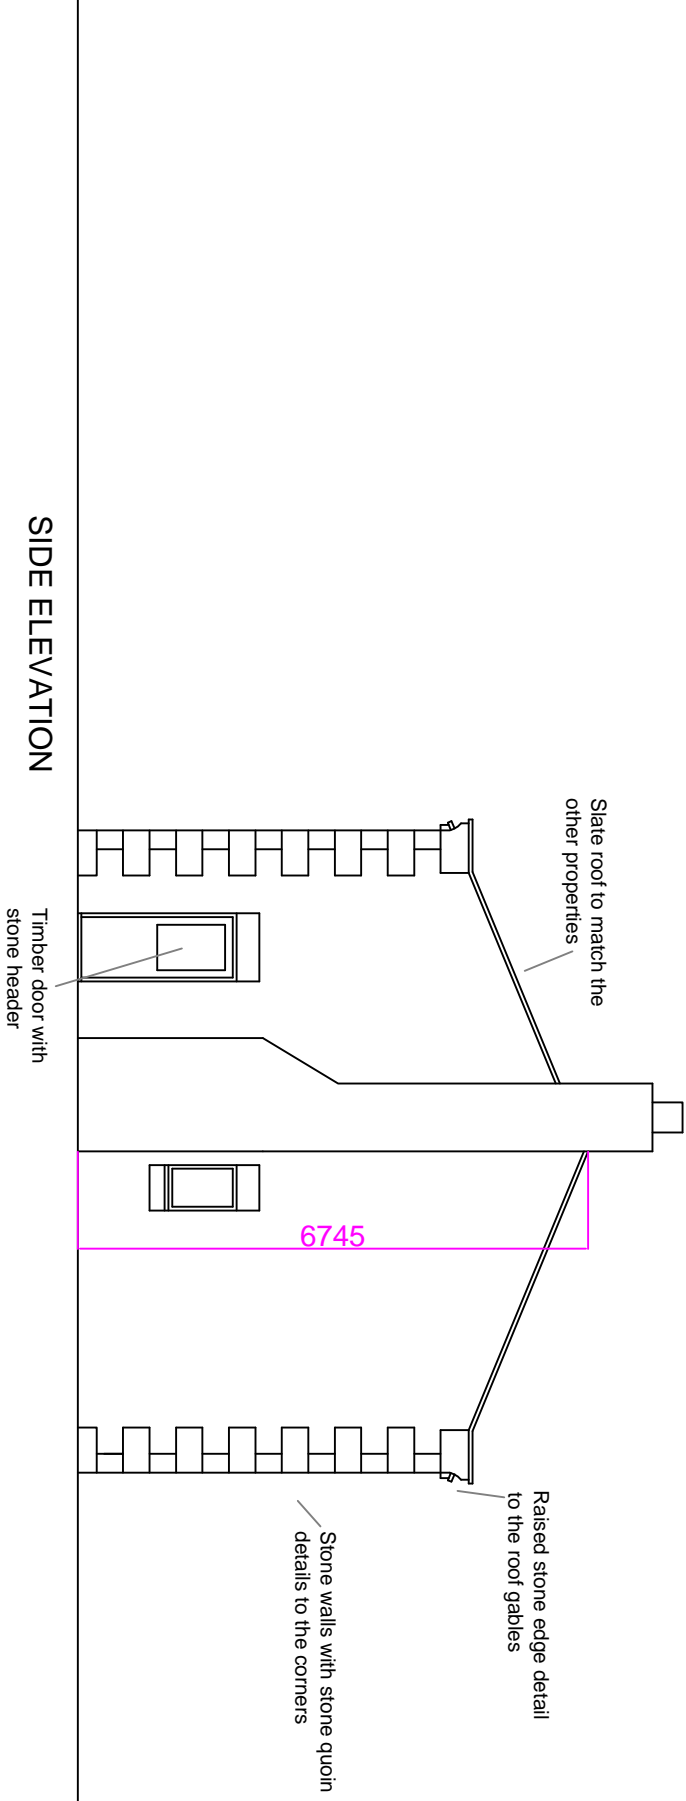 Slate roof to match the
other properties
Raised stone edge detail
to the roof gables
6745
Stone walls with stone quoin
details to the corners
Timber door with
stone header
SIDE ELEVATION